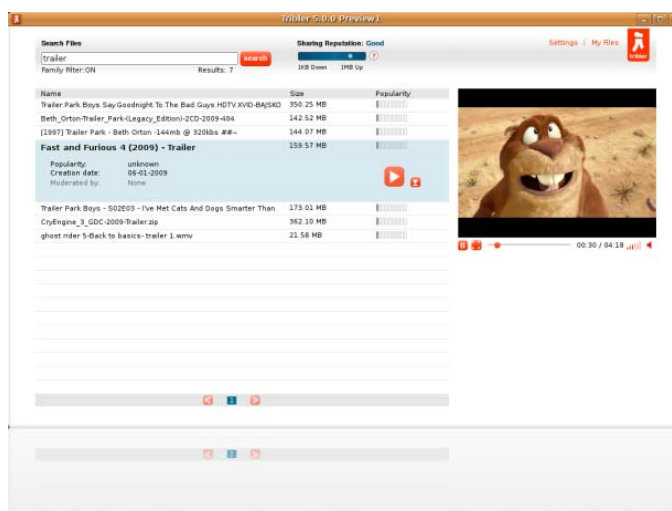 Tribler 5.0.0 Preview1
Search Files
Sharing Reputation: Good
Settings | My Files
trailer
search
?
tribler
Family Filter:ON
Results: 7
1KB Down
1MB Up
Name Size Popularity
Trailer.Park.Boys.Say.Goodnight.To.The.Bad.Guys.HDTV.XVID-BAJSKO 350.25 MB
Beth_Orton-Trailer_Park-(Legacy_Edition)-2CD-2009-404 142.52 MB
[1997] Trailer Park - Beth Orton -144mb @ 320kbs ##~ 144.07 MB
Fast and Furious 4 (2009) - Trailer 159.57 MB
Popularity: unknown
Creation date: 06-01-2009
Moderated by: None
Trailer Park Boys - S02E03 - I've Met Cats And Dogs Smarter Than 173.01 MB
CryEngine_3_GDC-2009-Trailer.zip 362.10 MB
ghost rider 5-Back to basics- trailer 1.wmv 21.58 MB
00:30 / 04:18
< 1 >